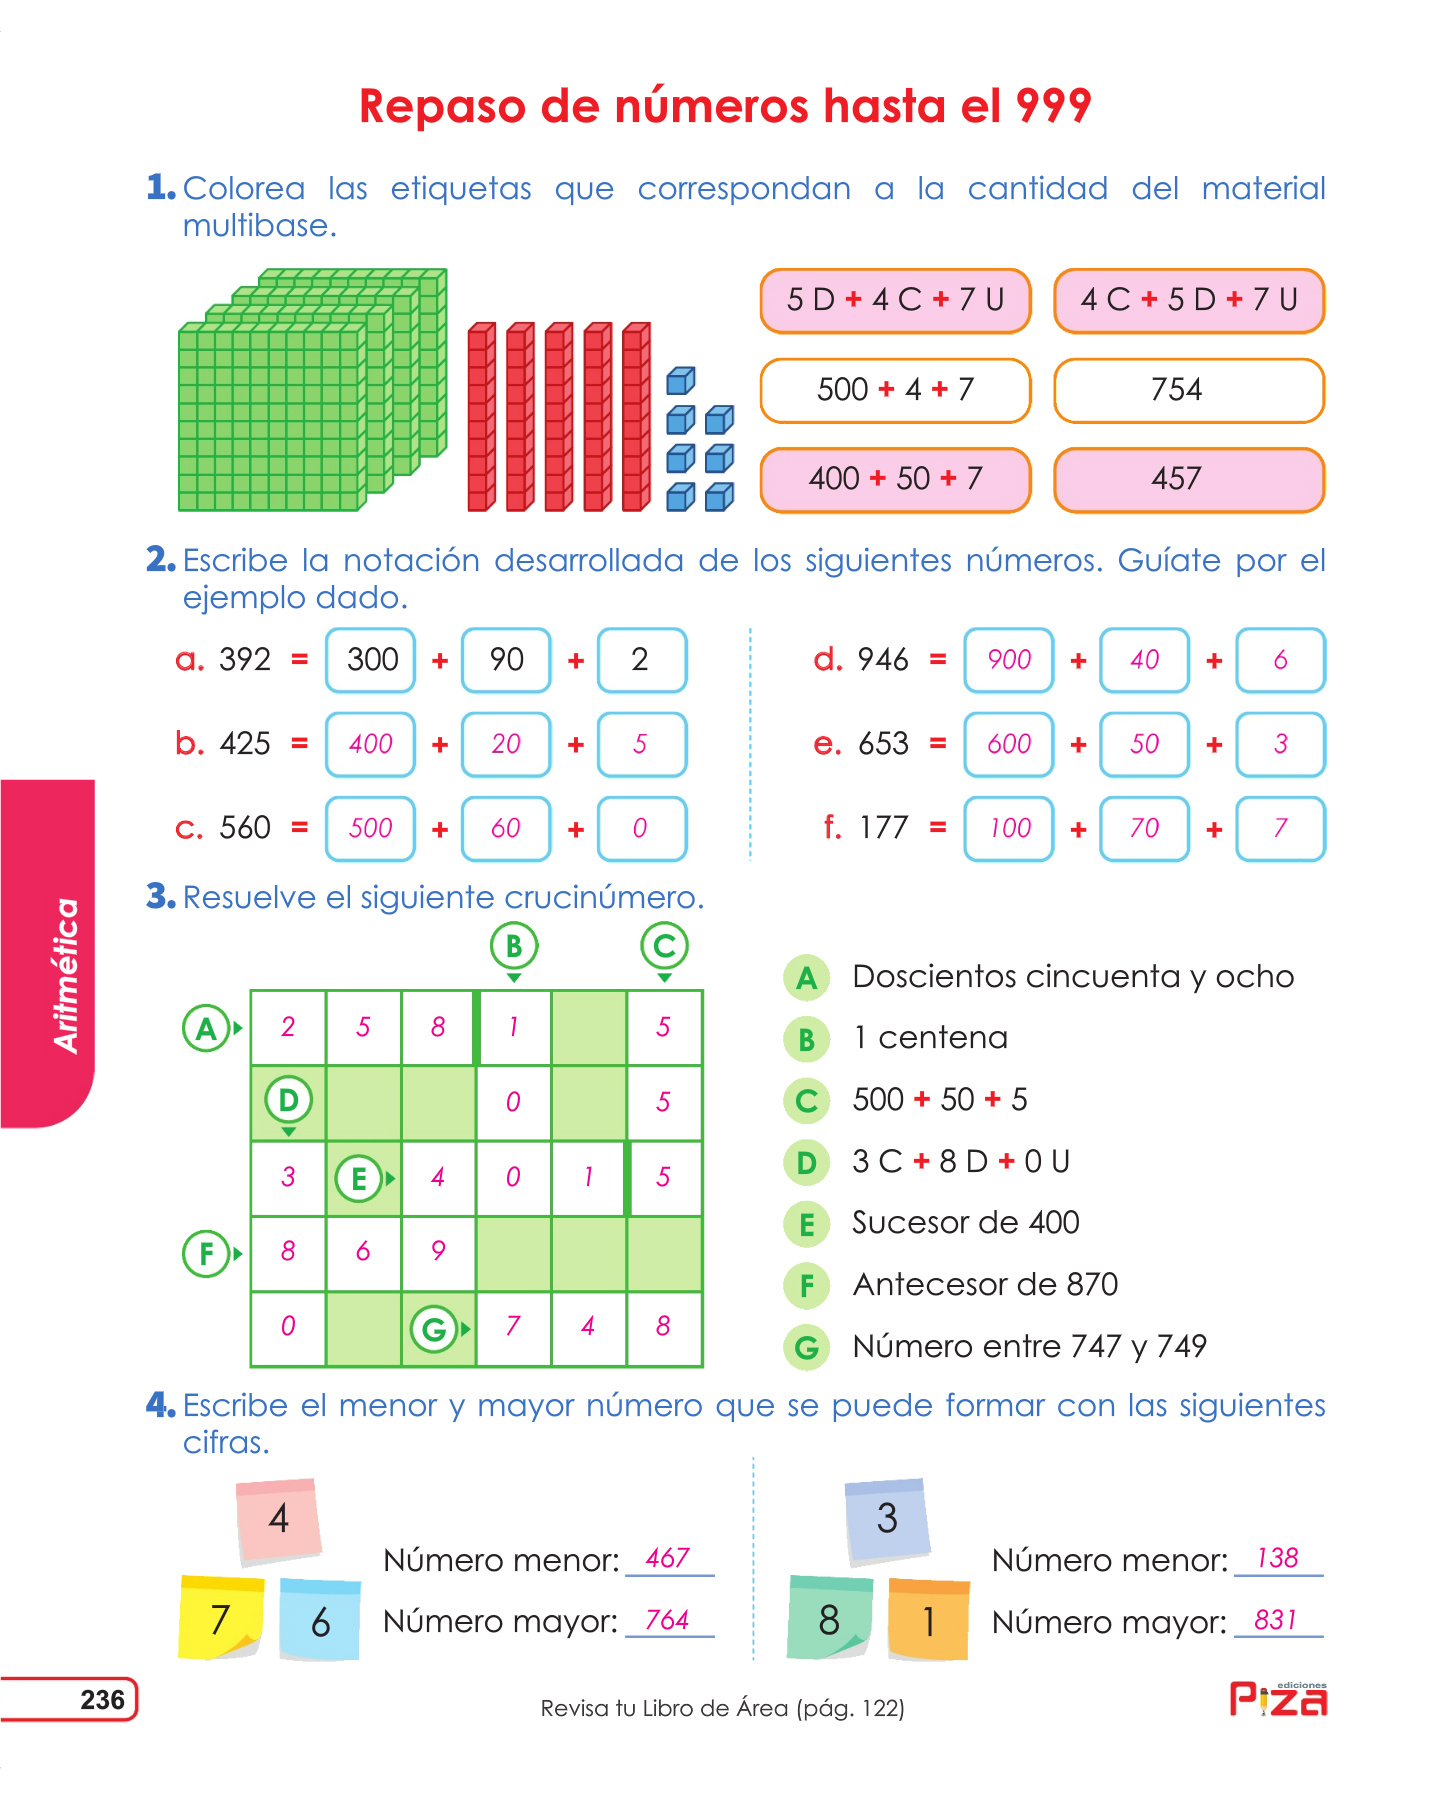 Repaso de números hasta el 999
1. Colorea las etiquetas que correspondan a la cantidad del material
multibase.
5 D + 4 C + 7 U
4 C + 5 D + 7 U
500 + 4 + 7
754
400 + 50 + 7
457
2. Escribe la notación desarrollada de los siguientes números. Guíate por el
ejemplo dado.
a. 392 = 300 + 90 + 2
b. 425 = 400 + 20 + 5
c. 560 = 500 + 60 + 0
d. 946 = 900 + 40 + 6
e. 653 = 600 + 50 + 3
f. 177 = 100 + 70 + 7
3. Resuelve el siguiente crucinúmero.
B C
A 2 5 8 1 5
D 0 5
3 E 4 0 1 5
F 8 6 9
0 G 7 4 8
A Doscientos cincuenta y ocho
B 1 centena
C 500 + 50 + 5
D 3 C + 8 D + 0 U
E Sucesor de 400
F Antecesor de 870
G Número entre 747 y 749
4. Escribe el menor y mayor número que se puede formar con las siguientes
cifras.
4
7 6
Número menor: 467
Número mayor: 764
3
8 1
Número menor: 138
Número mayor: 831
Aritmética
236
Revisa tu Libro de Área (pág. 122)
ediciones
Piza